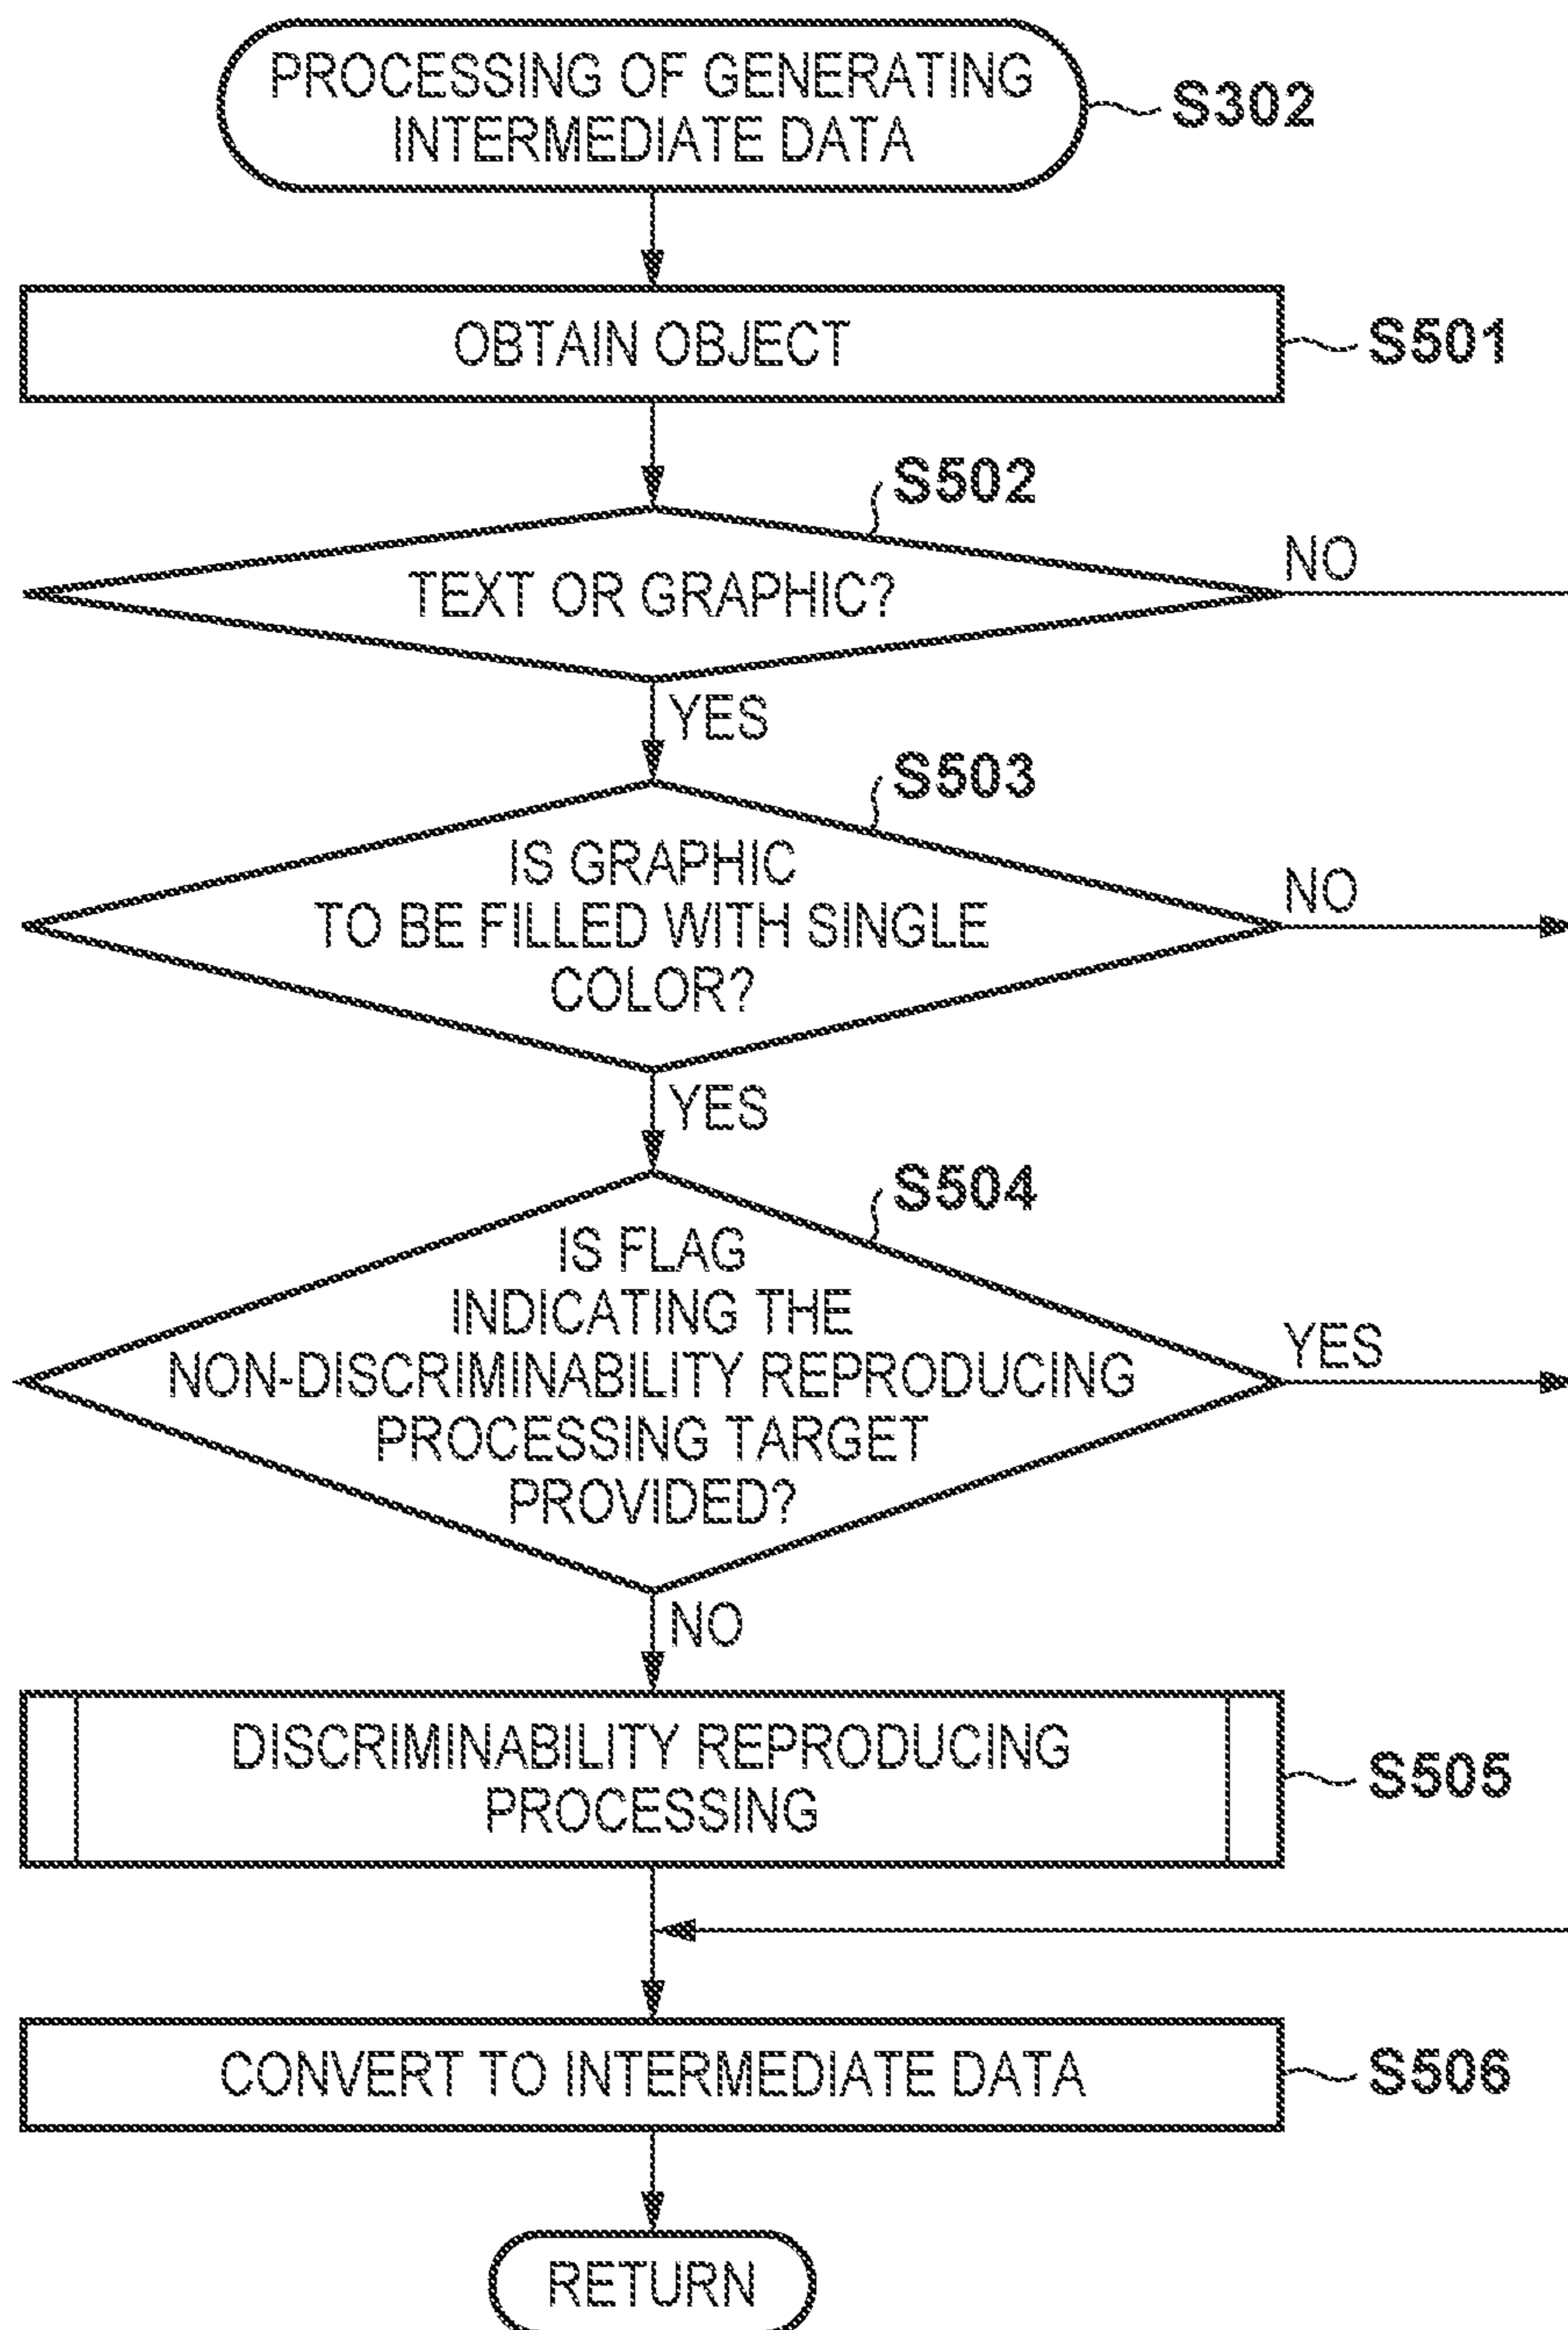 PROCESSING OF GENERATING
INTERMEDIATE DATA
S302
OBTAIN OBJECT
S501
S502
TEXT OR GRAPHIC?
NO
YES
S503
IS GRAPHIC
TO BE FILLED WITH SINGLE
COLOR?
NO
YES
S504
IS FLAG
INDICATING THE
NON-DISCRIMINABILITY REPRODUCING
PROCESSING TARGET
PROVIDED?
YES
NO
DISCRIMINABILITY REPRODUCING
PROCESSING
S505
CONVERT TO INTERMEDIATE DATA
S506
RETURN